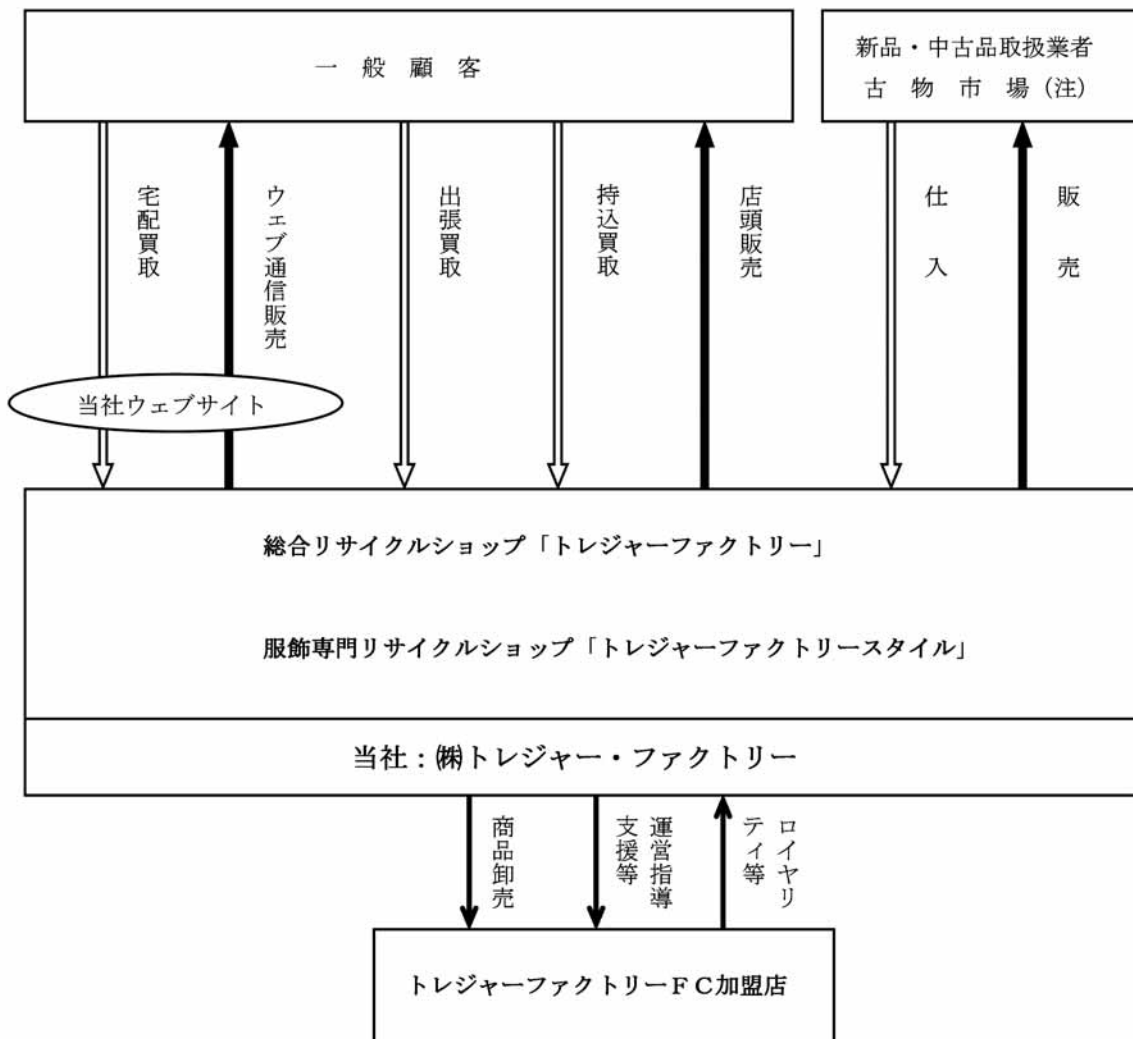 一般顧客
新品・中古品取扱業者
古物市場(注)
宅配買取
ウェブ通信販売
出張買取
持込買取
店頭販売
仕入
販売
当社ウェブサイト
総合リサイクルショップ「トレジャーファクトリー」
服飾専門リサイクルショップ「トレジャーファクトリースタイル」
当社:㈱トレジャー・ファクトリー
商品卸売
運営指導
支援等
ロイヤリ
ティ等
トレジャーファクトリーFC加盟店